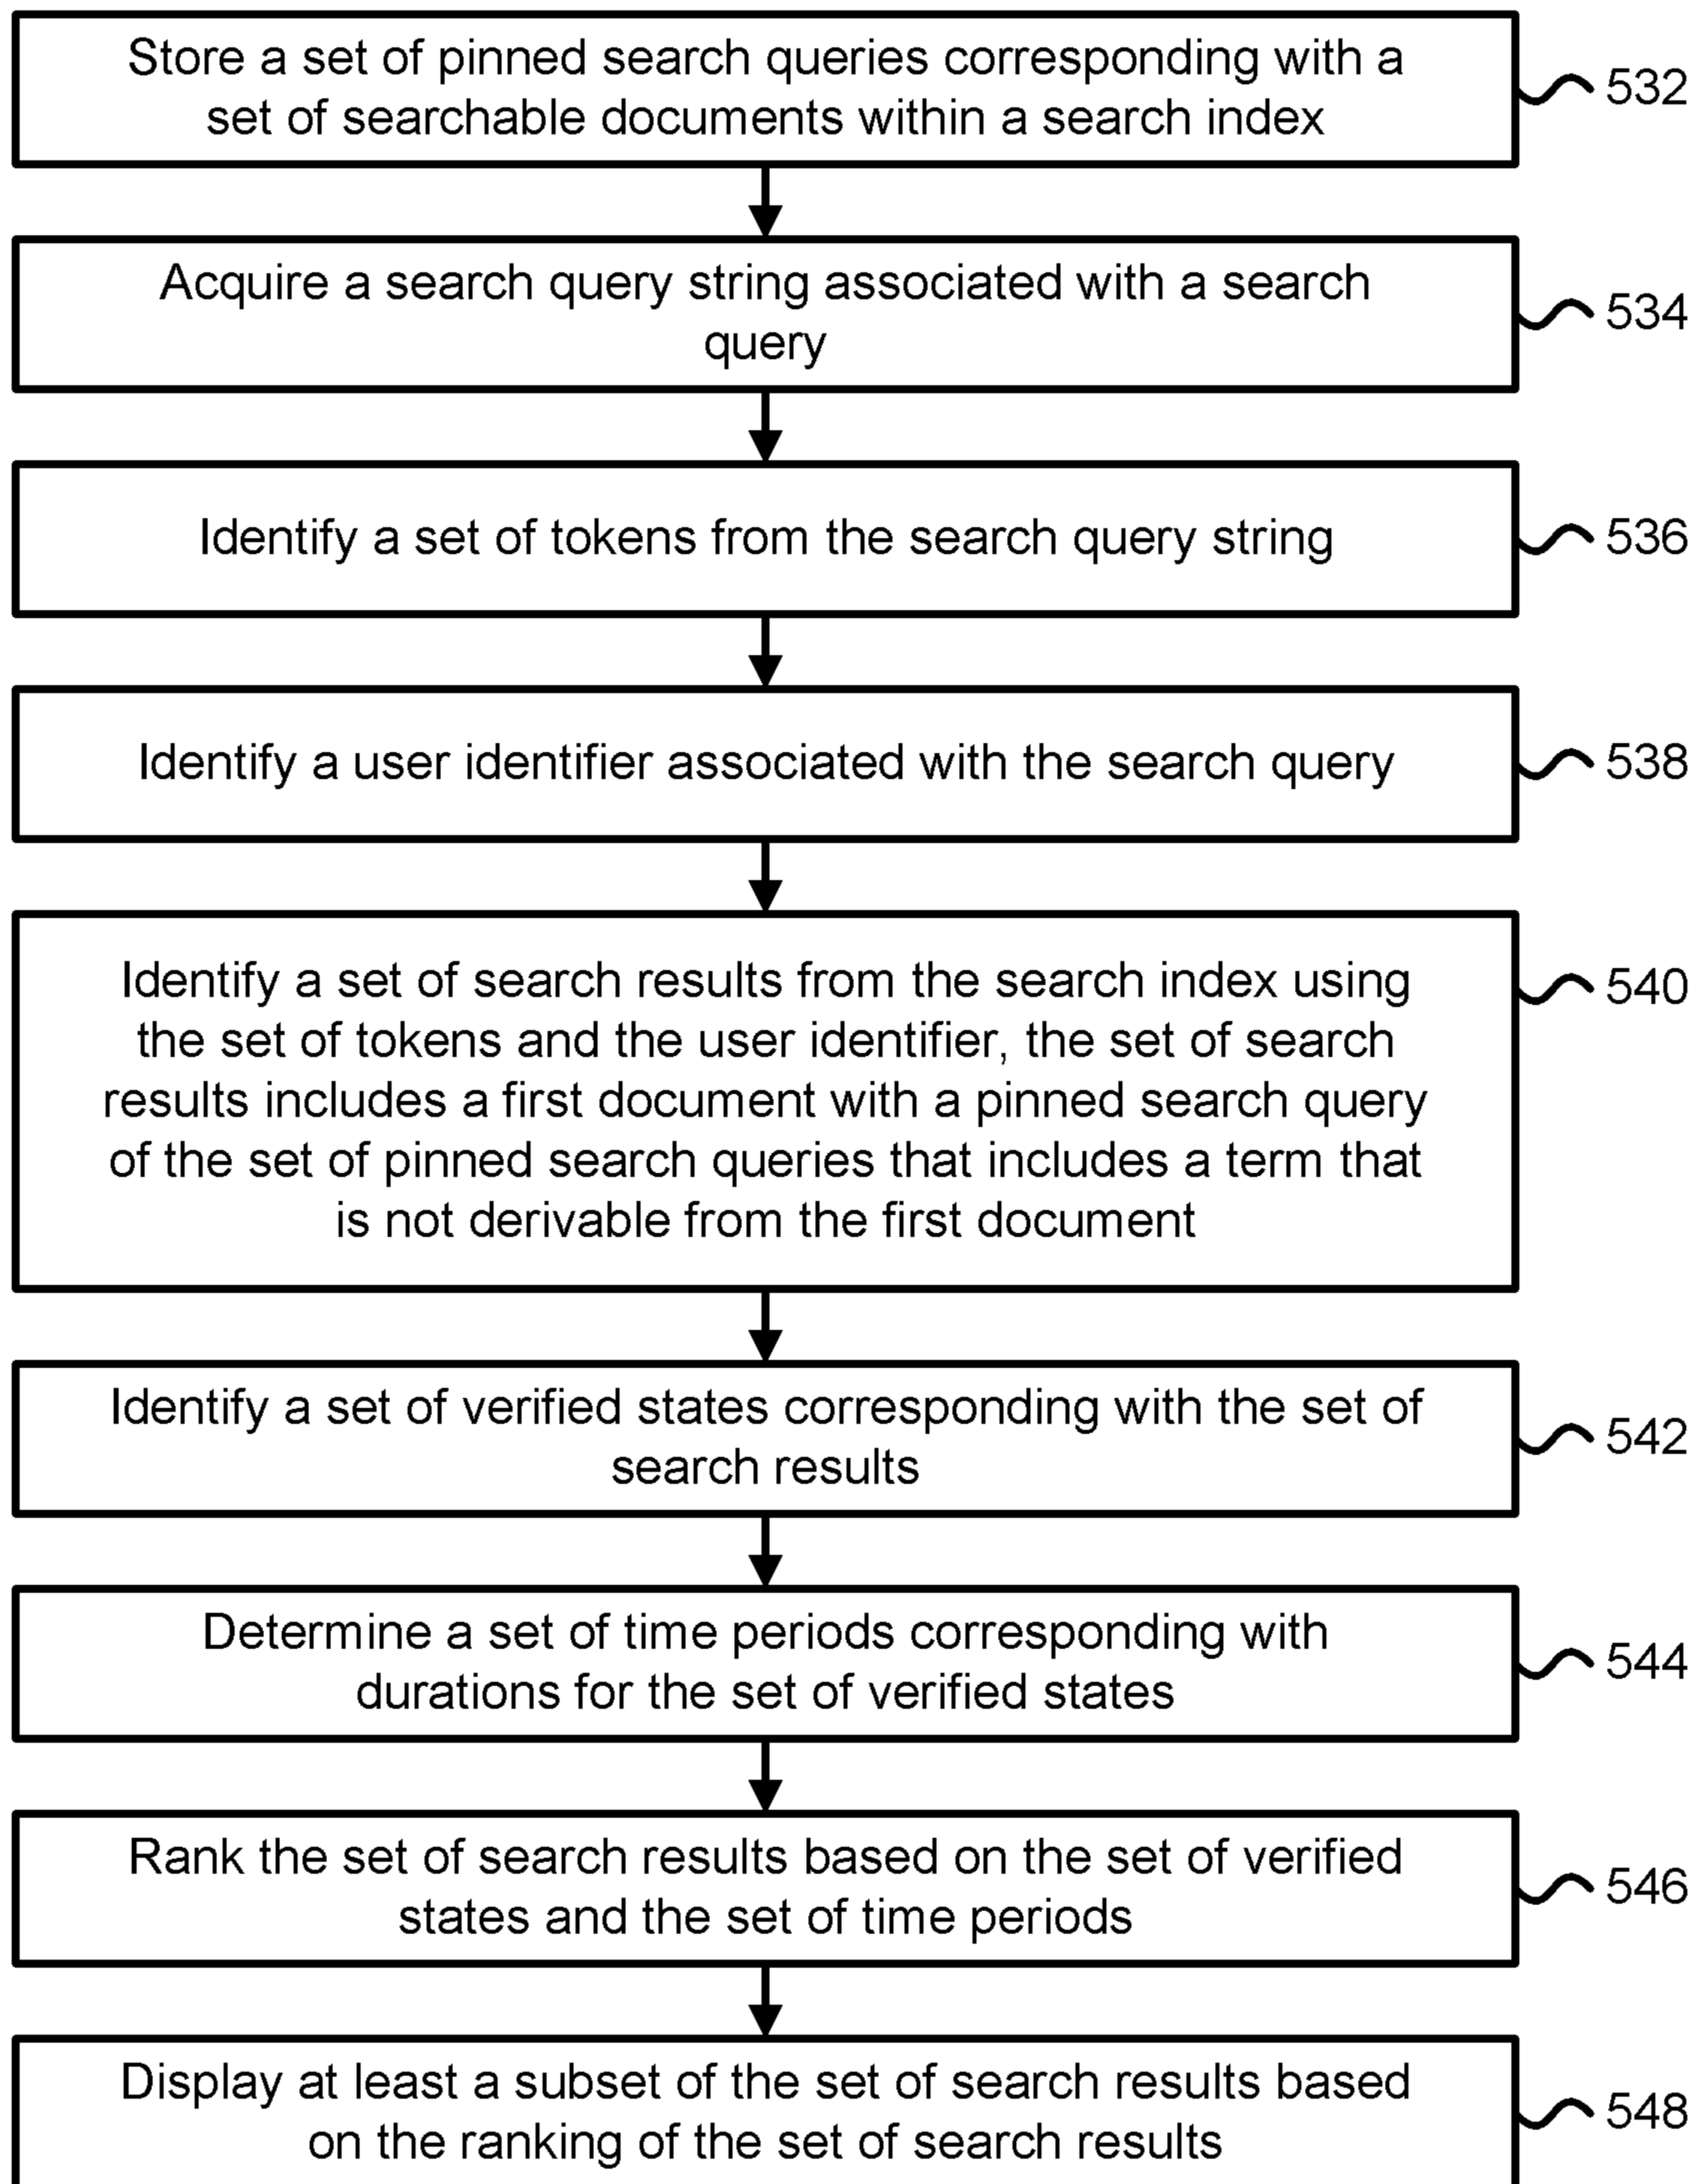 Store a set of pinned search queries corresponding with a
set of searchable documents within a search index
532
Acquire a search query string associated with a search
query
534
Identify a set of tokens from the search query string
536
Identify a user identifier associated with the search query
538
Identify a set of search results from the search index using
the set of tokens and the user identifier, the set of search
results includes a first document with a pinned search query
of the set of pinned search queries that includes a term that
is not derivable from the first document
540
Identify a set of verified states corresponding with the set of
search results
542
Determine a set of time periods corresponding with
durations for the set of verified states
544
Rank the set of search results based on the set of verified
states and the set of time periods
546
Display at least a subset of the set of search results based
on the ranking of the set of search results
548